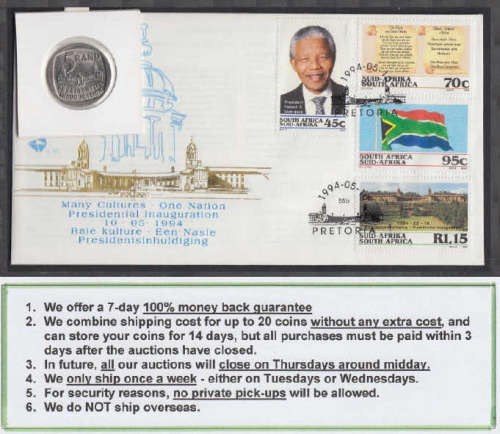 5 RAND
1994-05-
PRETORIA
45c
SOUTH AFRICA
SUID-AFRIKA
70c
SUID-AFRIKA
SOUTH AFRICA
SOUTH AFRICA
SUID-AFRIKA
95c
1994-05-
PRETORIA
SUID-AFRIKA
SOUTH AFRICA
R1,15
Many Cultures - One Nation
Presidential Inauguration
10 - 05 - 1994
Baie kulture - Een Nasie
Presidentsinhuldiging
1. We offer a 7-day 100% money back guarantee
2. We combine shipping cost for up to 20 coins without any extra cost, and
can store your coins for 14 days, but all purchases must be paid within 3
days after the auctions have closed.
3. In future, all our auctions will close on Thursdays around midday.
4. We only ship once a week - either on Tuesdays or Wednesdays.
5. For security reasons, no private pick-ups will be allowed.
6. We do NOT ship overseas.